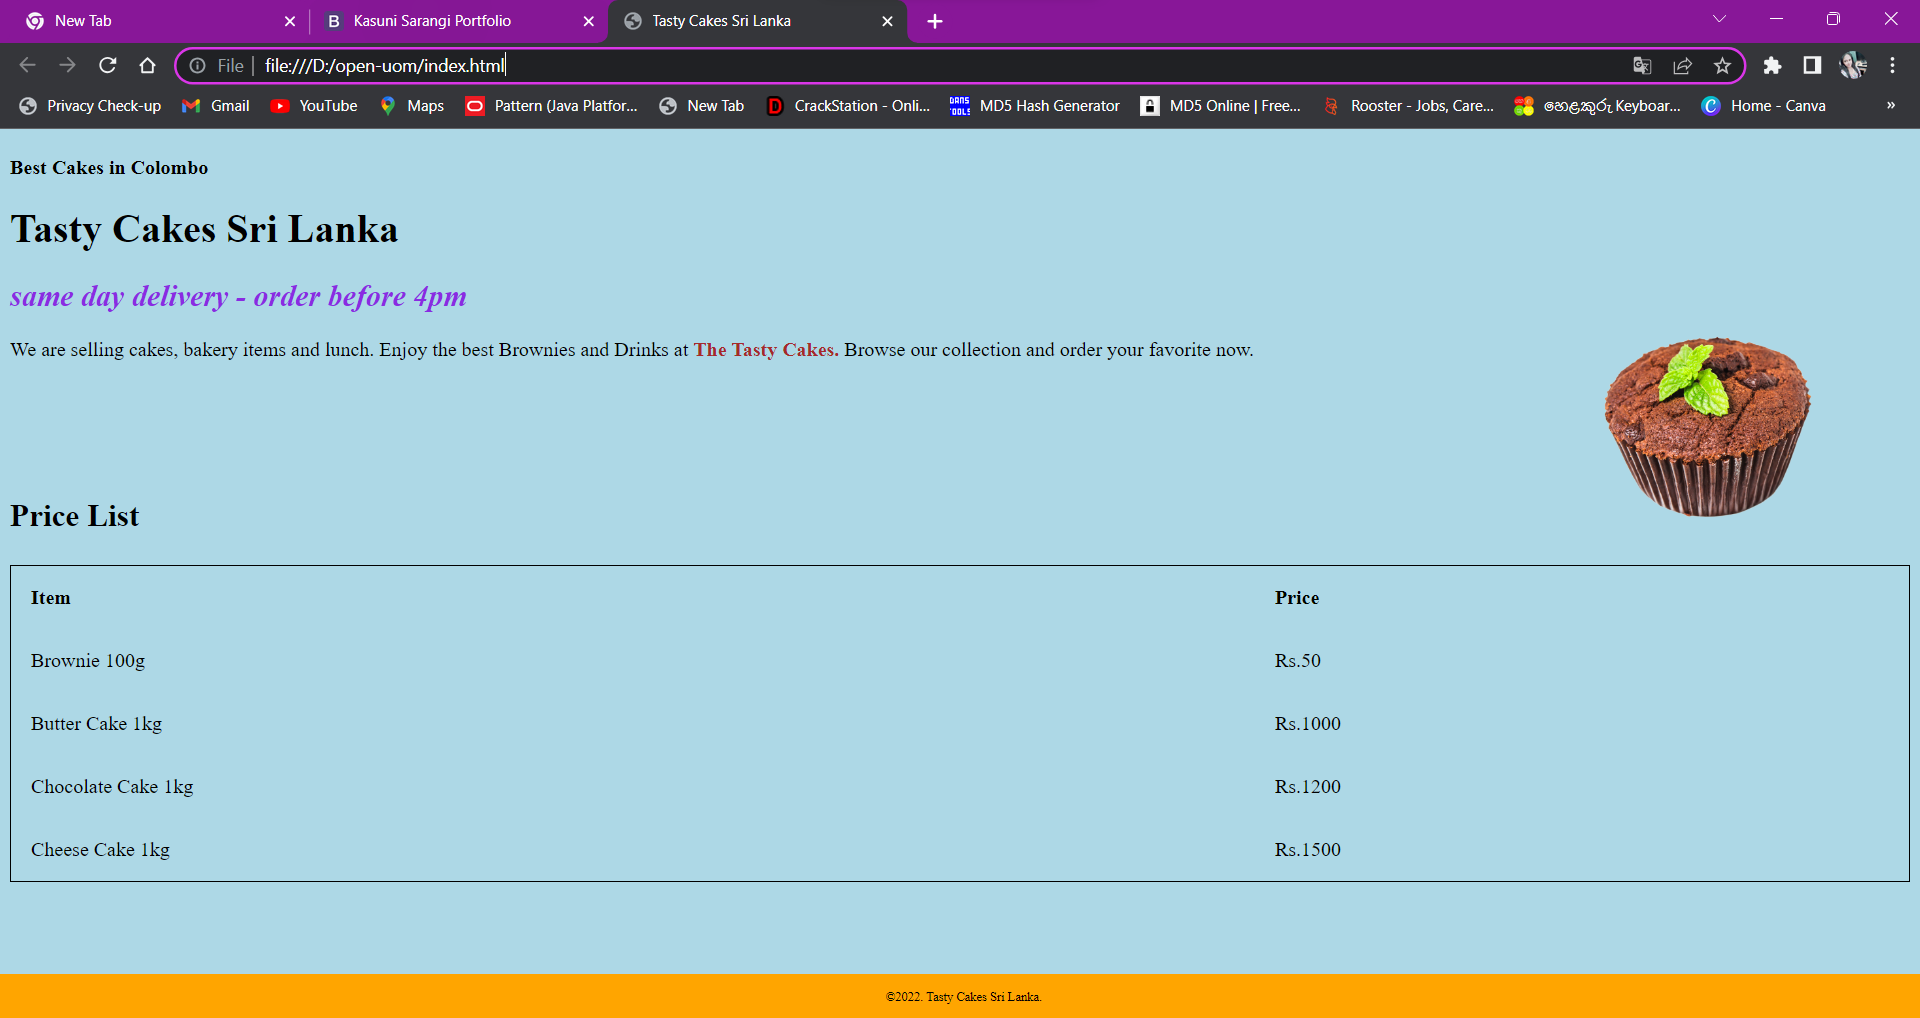 New Tab
Kasuni Sarangi Portfolio
Tasty Cakes Sri Lanka
File | file:///D:/open-uom/index.html
Privacy Check-up Gmail YouTube Maps Pattern (Java Platfor... New Tab CrackStation - Onli... MD5 Hash Generator MD5 Online | Free... Rooster - Jobs, Care... හෙළකුරු Keyboar... Home - Canva »
Best Cakes in Colombo
Tasty Cakes Sri Lanka
same day delivery - order before 4pm
We are selling cakes, bakery items and lunch. Enjoy the best Brownies and Drinks at The Tasty Cakes. Browse our collection and order your favorite now.
Price List
Item Price
Brownie 100g Rs.50
Butter Cake 1kg Rs.1000
Chocolate Cake 1kg Rs.1200
Cheese Cake 1kg Rs.1500
©2022. Tasty Cakes Sri Lanka.